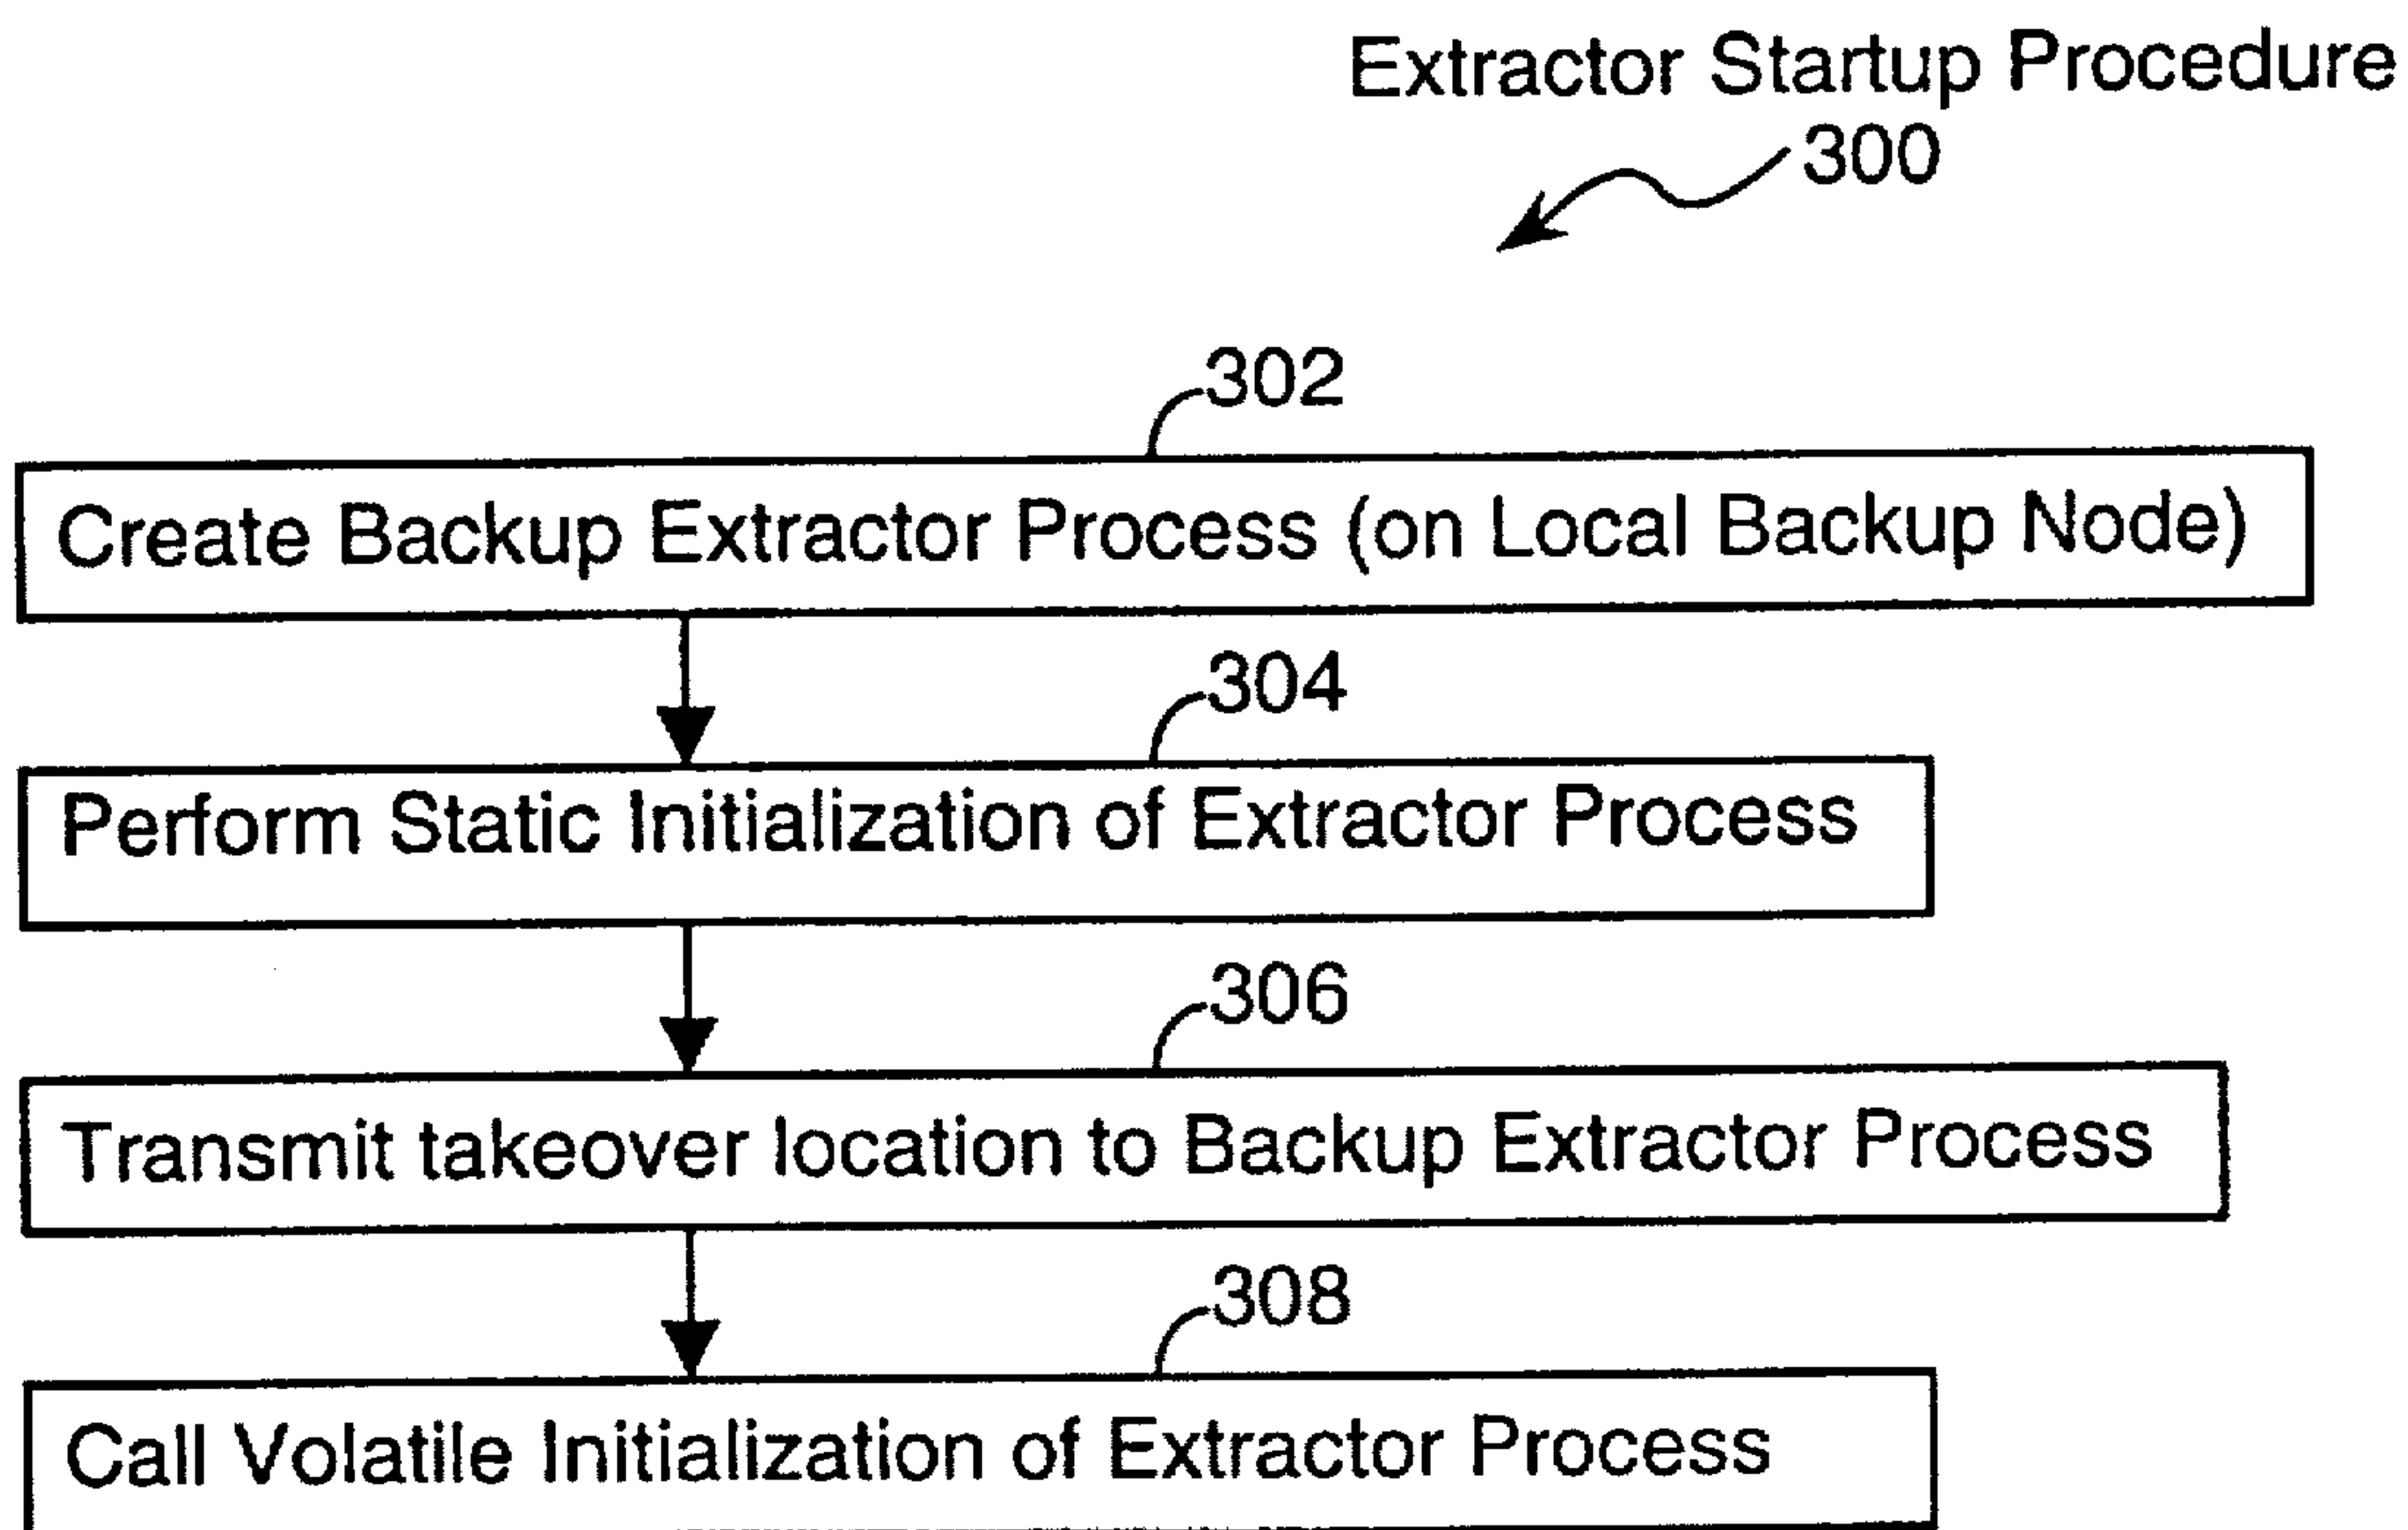 Extractor Startup Procedure
300
302
Create Backup Extractor Process (on Local Backup Node)
304
Perform Static Initialization of Extractor Process
306
Transmit takeover location to Backup Extractor Process
308
Call Volatile Initialization of Extractor Process